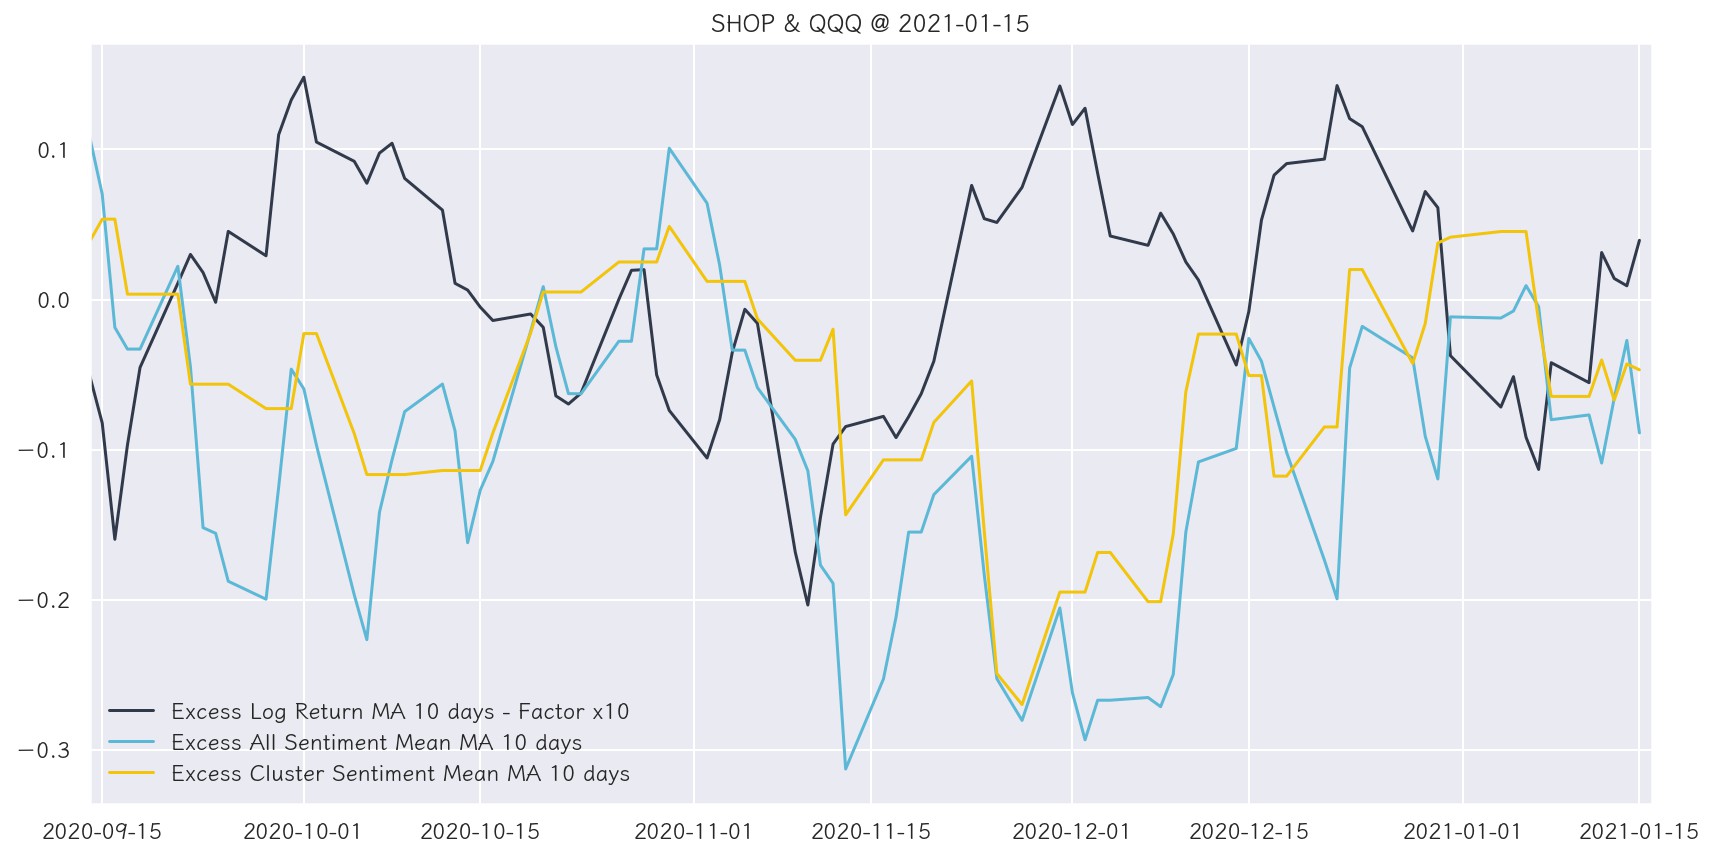 SHOP & QQQ @ 2021-01-15
0.1
0.0
−0.1
−0.2
−0.3
Excess Log Return MA 10 days - Factor x10
Excess All Sentiment Mean MA 10 days
Excess Cluster Sentiment Mean MA 10 days
2020-09-15 2020-10-01 2020-10-15 2020-11-01 2020-11-15 2020-12-01 2020-12-15 2021-01-01 2021-01-15